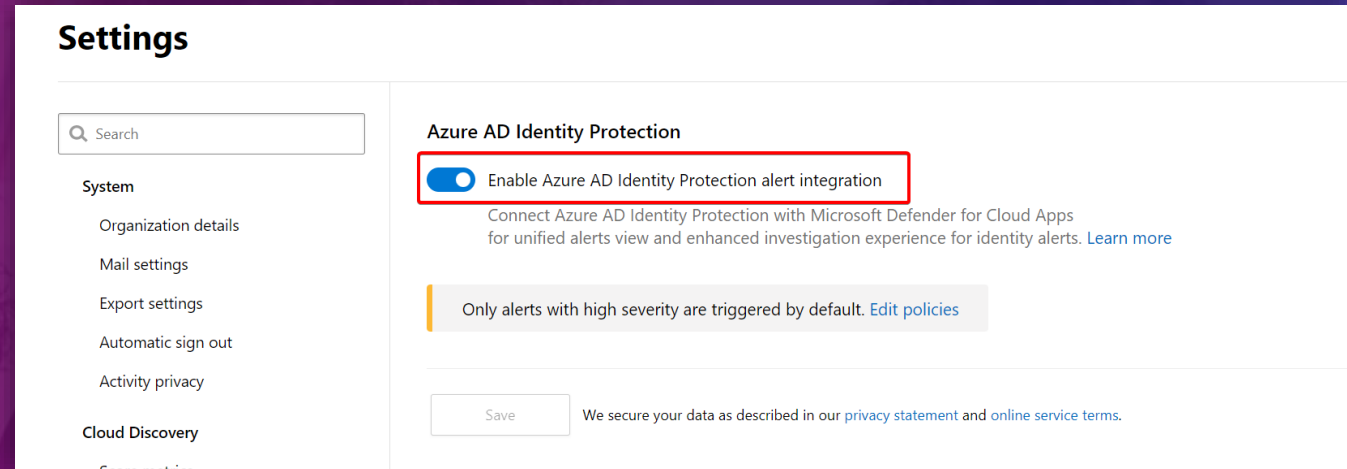 Settings
Search
System
Organization details
Mail settings
Export settings
Automatic sign out
Activity privacy
Cloud Discovery
Azure AD Identity Protection
Enable Azure AD Identity Protection alert integration
Connect Azure AD Identity Protection with Microsoft Defender for Cloud Apps
for unified alerts view and enhanced investigation experience for identity alerts. Learn more
Only alerts with high severity are triggered by default. Edit policies
Save
We secure your data as described in our privacy statement and online service terms.